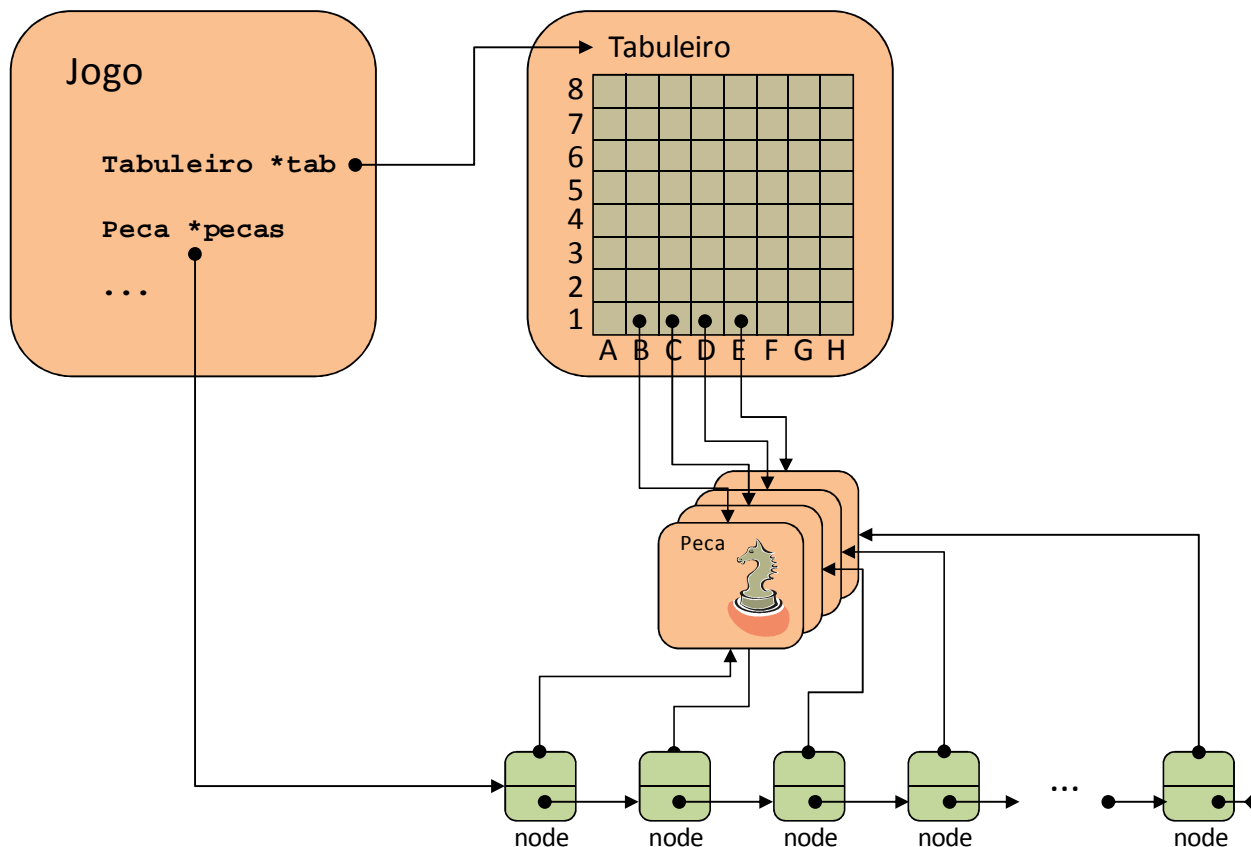 Jogo
Tabuleiro *tab
Peca *pecas
...
Tabuleiro
8
7
6
5
4
3
2
1
A B C D E F G H
Peca
...
node node node node node